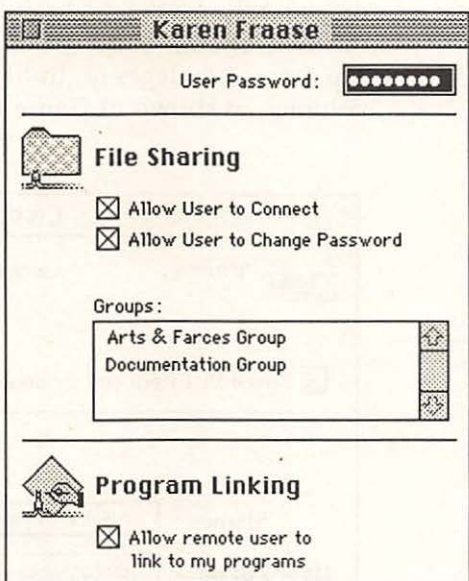 Karen Fraase
User Password:
File Sharing
Allow User to Connect
Allow User to Change Password
Groups:
Arts & Farces Group
Documentation Group
Program Linking
Allow remote user to
link to my programs